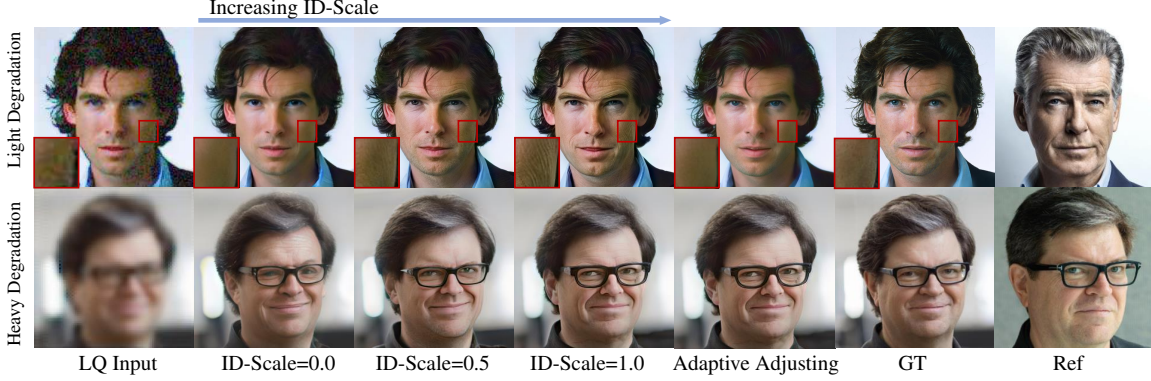 Increasing ID-Scale
Light Degradation
Heavy Degradation
LQ Input ID-Scale=0.0 ID-Scale=0.5 ID-Scale=1.0 Adaptive Adjusting GT Ref